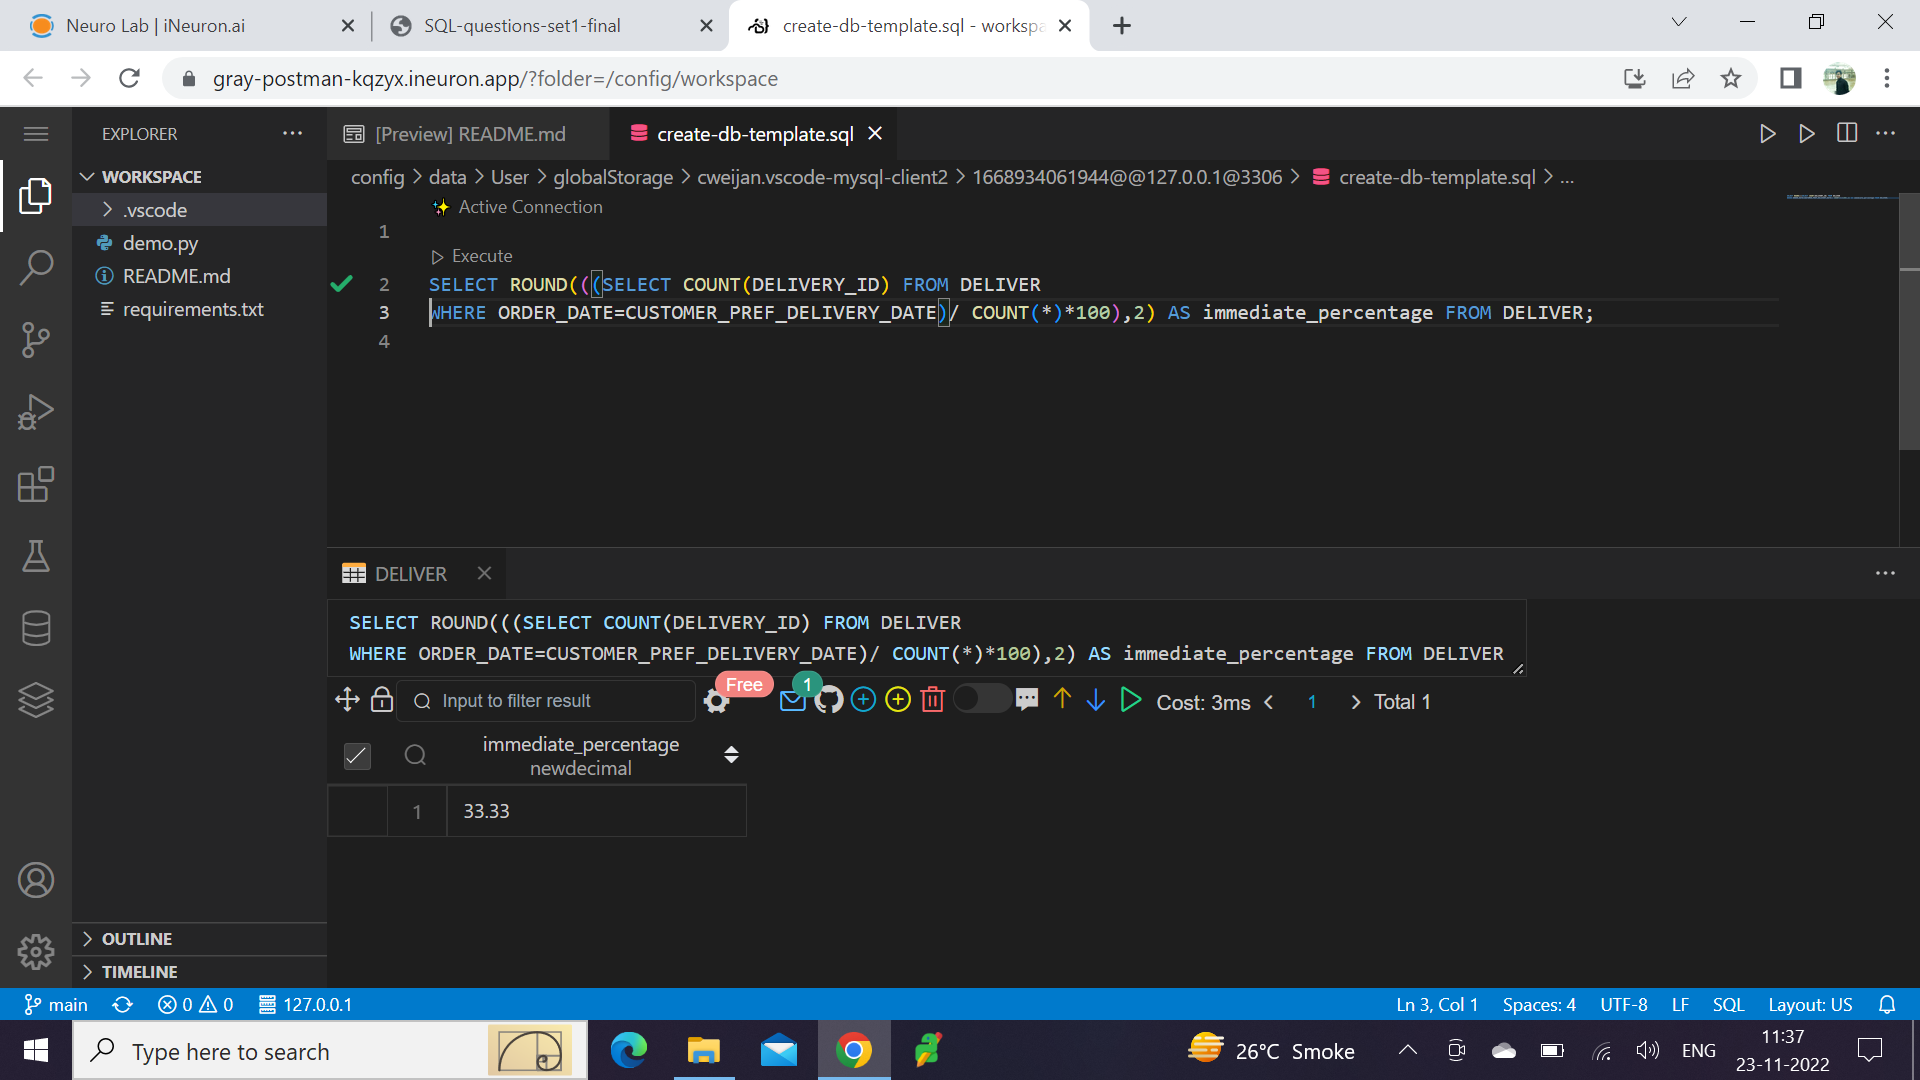 Neuro Lab | iNeuron.ai
SQL-questions-set1-final
create-db-template.sql - workspa
gray-postman-kqzyx.ineuron.app/?folder=/config/workspace
EXPLORER
[Preview] README.md
create-db-template.sql
WORKSPACE
.vscode
demo.py
README.md
requirements.txt
OUTLINE
TIMELINE
config > data > User > globalStorage > cweijan.vscode-mysql-client2 > 1668934061944@@127.0.0.1@3306 > create-db-template.sql > ...
Active Connection
1
Execute
2 SELECT ROUND(((SELECT COUNT(DELIVERY_ID) FROM DELIVER
3 WHERE ORDER_DATE=CUSTOMER_PREF_DELIVERY_DATE)/ COUNT(*)*100),2) AS immediate_percentage FROM DELIVER;
4
DELIVER
SELECT ROUND(((SELECT COUNT(DELIVERY_ID) FROM DELIVER
WHERE ORDER_DATE=CUSTOMER_PREF_DELIVERY_DATE)/ COUNT(*)*100),2) AS immediate_percentage FROM DELIVER
Input to filter result
Free
1
Cost: 3ms < 1 > Total 1
immediate_percentage
newdecimal
1 33.33
main 0 0 127.0.0.1
Ln 3, Col 1 Spaces: 4 UTF-8 LF SQL Layout: US
Type here to search
26°C Smoke
ENG
11:37
23-11-2022